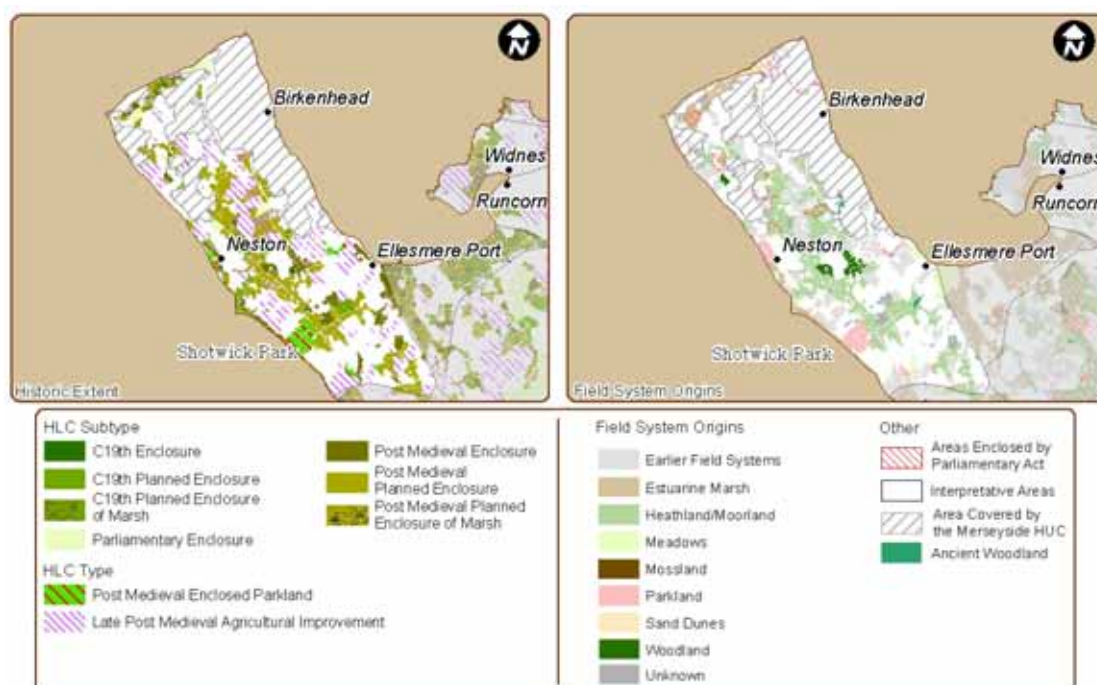 N
Birkenhead
Widnes
Runcorn
Neston
Ellesmere Port
Shotwick Park
Historic Extent
N
Birkenhead
Widnes
Runcorn
Neston
Ellesmere Port
Shotwick Park
Field System Origins
HLC Subtype
C19th Enclosure
C19th Planned Enclosure
C19th Planned Enclosure
of Marsh
Parliamentary Enclosure
Post Medieval Enclosure
Post Medieval
Planned Enclosure
Post Medieval Planned
Enclosure of Marsh
HLC Type
Post Medieval Enclosed Parkland
Late Post Medieval Agricultural Improvement
Field System Origins
Earlier Field Systems
Estuarine Marsh
Heathland/Moorland
Meadows
Mossland
Parkland
Sand Dunes
Woodland
Unknown
Other
Areas Enclosed by
Parliamentary Act
Interpretative Areas
Area Covered by
the Merseyside HUC
Ancient Woodland